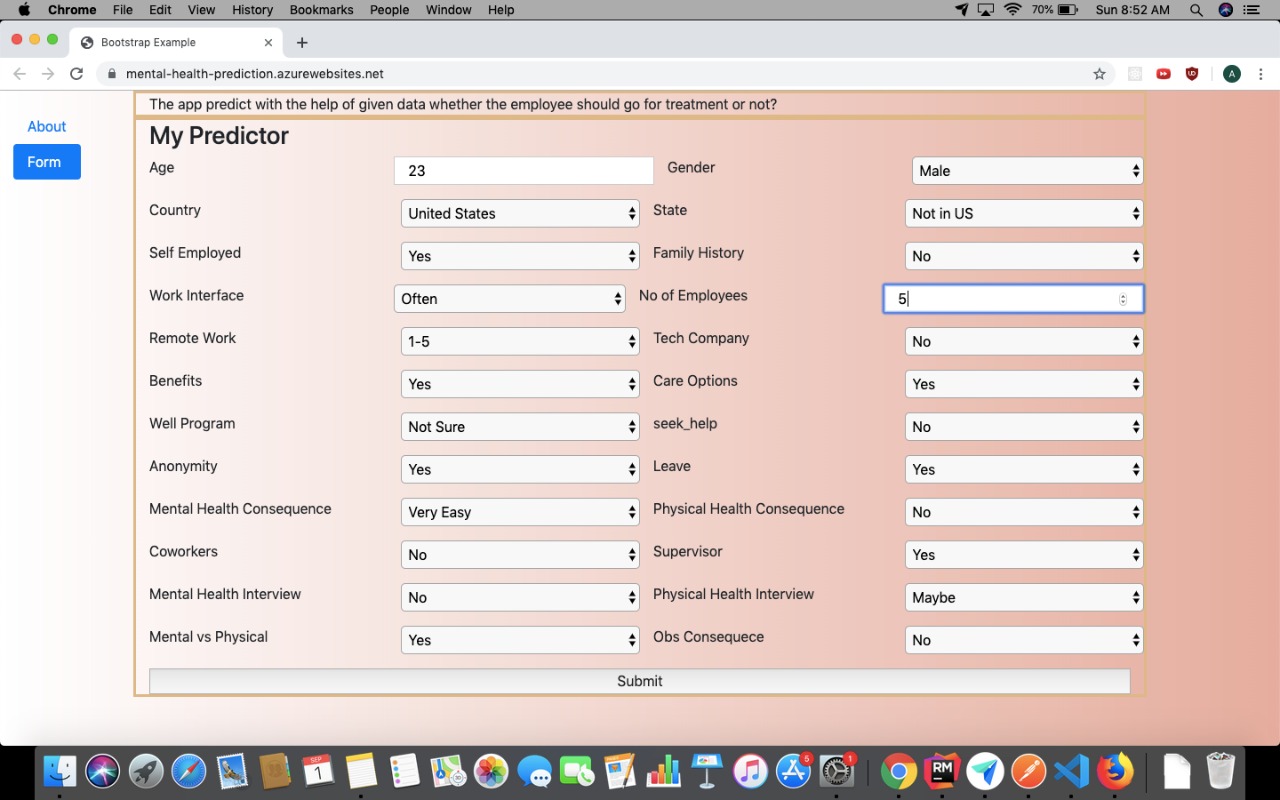 Chrome File Edit View History Bookmarks People Window Help 70% Sun 8:52 AM
Bootstrap Example
mental-health-prediction.azurewebsites.net A
The app predict with the help of given data whether the employee should go for treatment or not?
About
Form
My Predictor
Age 23 Gender Male
Country United States State Not in US
Self Employed Yes Family History No
Work Interface Often No of Employees 5
Remote Work 1-5 Tech Company No
Benefits Yes Care Options Yes
Well Program Not Sure seek_help No
Anonymity Yes Leave Yes
Mental Health Consequence Very Easy Physical Health Consequence No
Coworkers No Supervisor Yes
Mental Health Interview No Physical Health Interview Maybe
Mental vs Physical Yes Obs Consequece No
Submit
SEP
1
5
1
RM